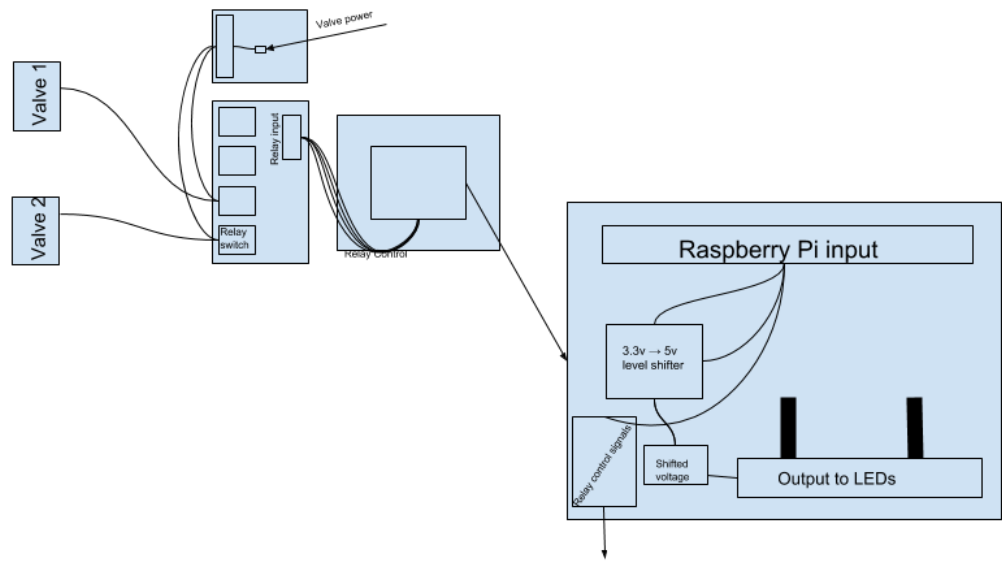 Valve power
Valve 1
Relay input
Valve 2
Relay
switch
Relay Control
Raspberry Pi input
3.3v → 5v
level shifter
Relay control signals
Shifted
voltage
Output to LEDs